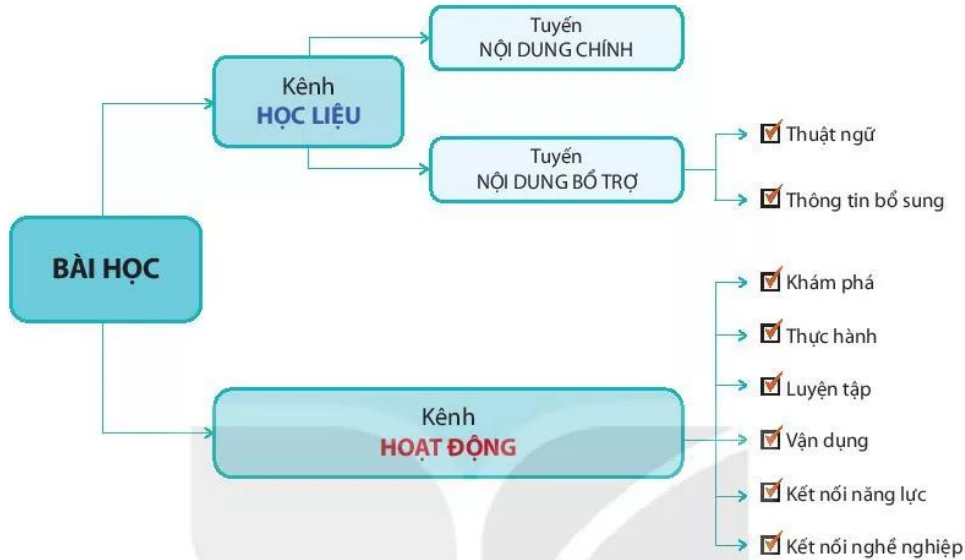 Tuyến
NỘI DUNG CHÍNH
Kênh
HỌC LIỆU
Tuyến
NỘI DUNG BỔ TRỢ
Thuật ngữ
Thông tin bổ sung
BÀI HỌC
Khám phá
Thực hành
Luyện tập
Kênh
HOẠT ĐỘNG
Vận dụng
Kết nối năng lực
Kết nối nghề nghiệp